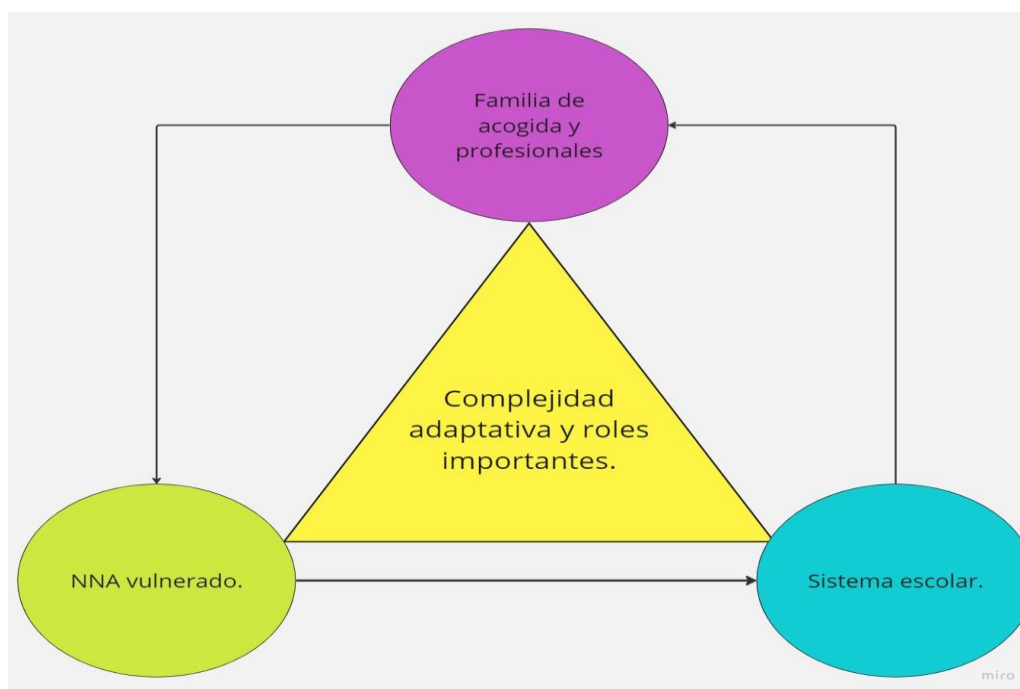 Familia de
acogida y
profesionales
Complejidad
adaptativa y roles
importantes.
NNA vulnerado.
Sistema escolar.
miro